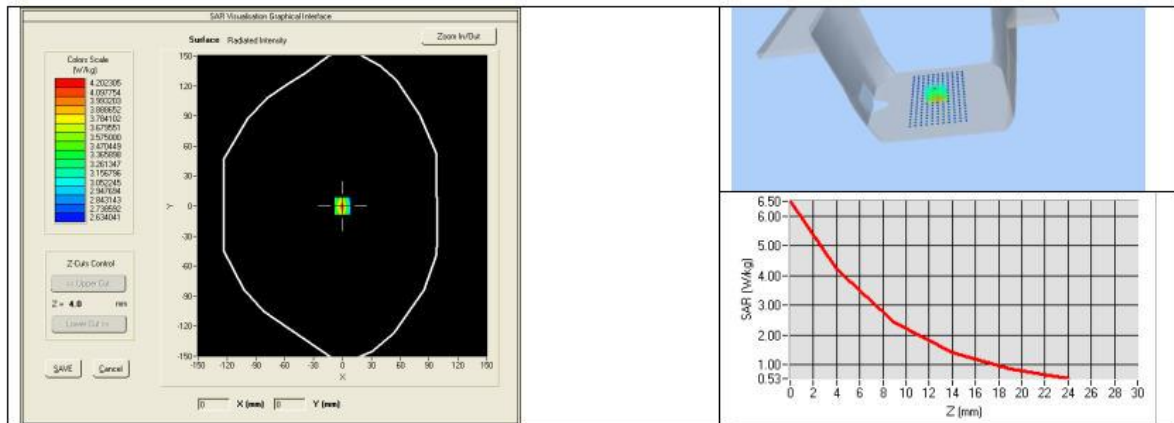 SAR Visualisation Graphical Interface
Surface Radiated Intensity
Zoom In/Out
Colors Scale
(W/kg)
4.202305
4.097754
3.993203
3.888652
3.784102
3.679551
3.575000
3.470449
3.365898
3.261347
3.156796
3.052245
2.947694
2.843143
2.738592
2.634041
Z-Cuts Control
<< Upper Cut
Z = 4.0 mm
Lower Cut >>
SAVE Cancel
150
120
90
60
30
0
-30
-60
-90
-120
-150
Y
-150 -120 -90 -60 -30 0 30 60 90 120 150
X
0 X (mm) 0 Y (mm)
6.50
6.00
5.00
4.00
3.00
2.00
1.00
0.53
SAR (W/kg)
0 2 4 6 8 10 12 14 16 18 20 22 24 26 28 30
Z (mm)